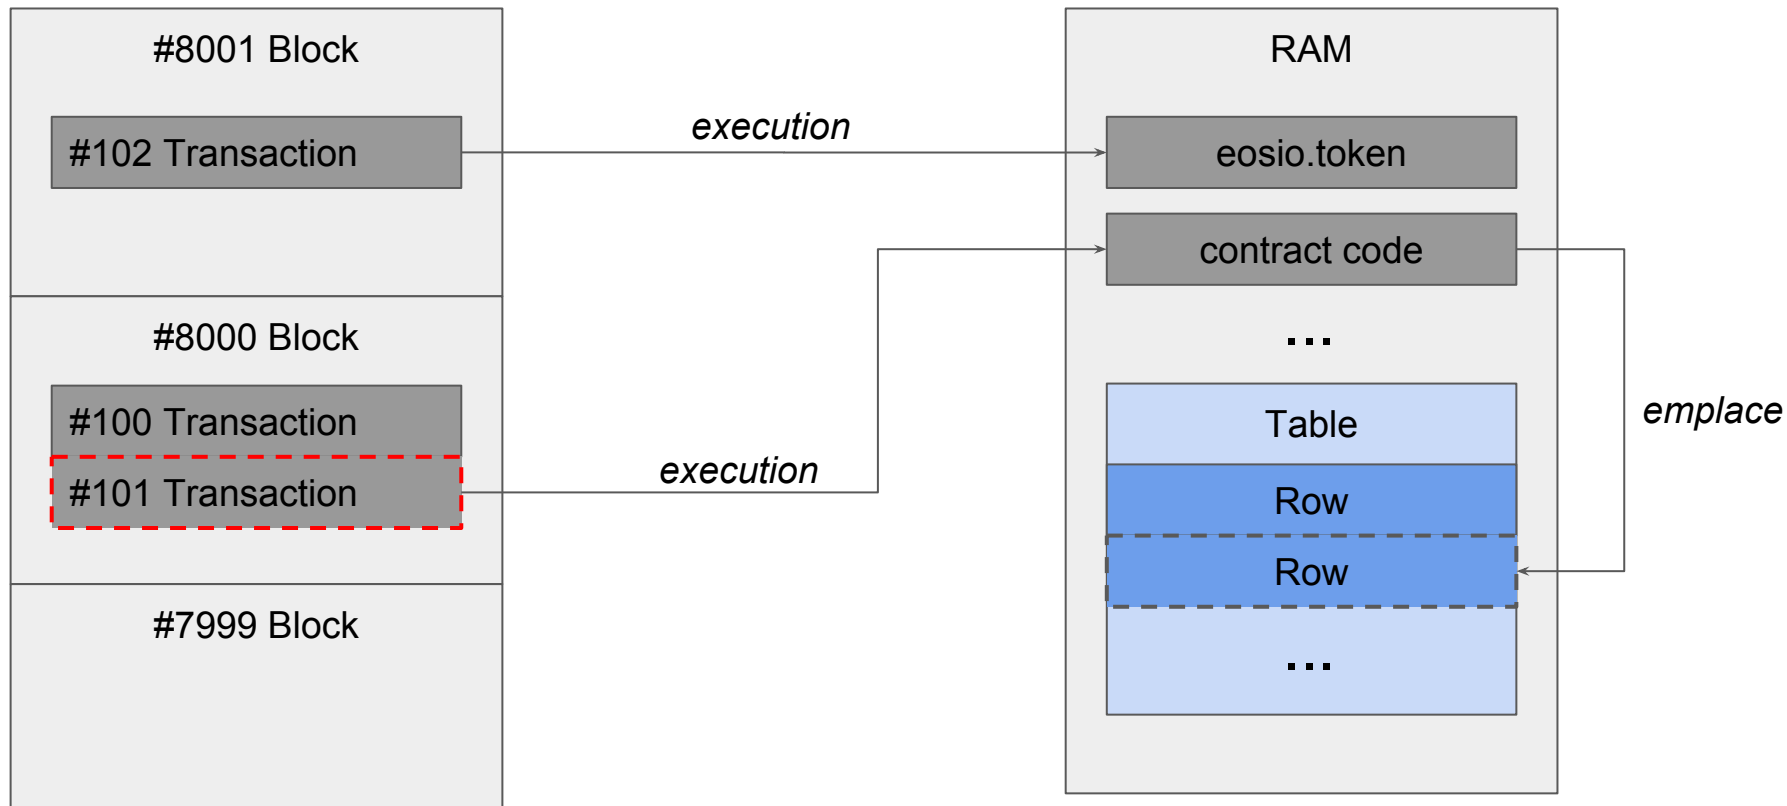 #8001 Block
#102 Transaction
#8000 Block
#100 Transaction
#101 Transaction
#7999 Block
execution
execution
RAM
eosio.token
contract code
...
Table
Row
Row
...
emplace